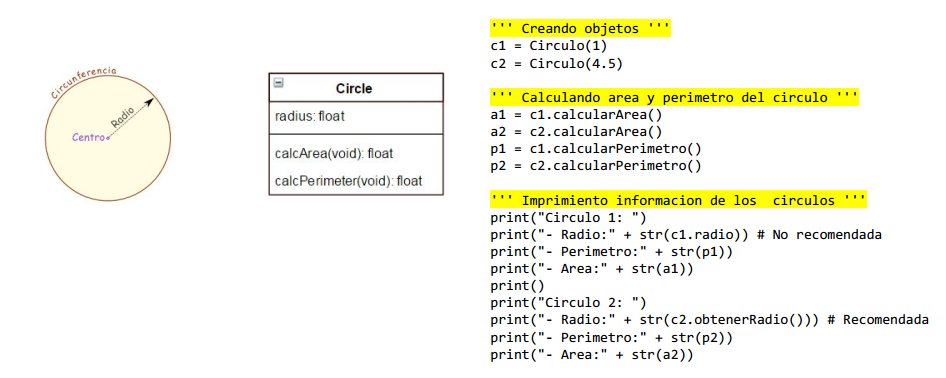 Circunferencia
Radio
Centro
Circle
radius: float
calcArea(void): float
calcPerimeter(void): float
''' Creando objetos '''
c1 = Circulo(1)
c2 = Circulo(4.5)
''' Calculando area y perimetro del circulo '''
a1 = c1.calcularArea()
a2 = c2.calcularArea()
p1 = c1.calcularPerimetro()
p2 = c2.calcularPerimetro()
''' Imprimiento informacion de los  circulos '''
print("Circulo 1: ")
print("- Radio:" + str(c1.radio)) # No recomendada
print("- Perimetro:" + str(p1))
print("- Area:" + str(a1))
print()
print("Circulo 2: ")
print("- Radio:" + str(c2.obtenerRadio())) # Recomendada
print("- Perimetro:" + str(p2))
print("- Area:" + str(a2))